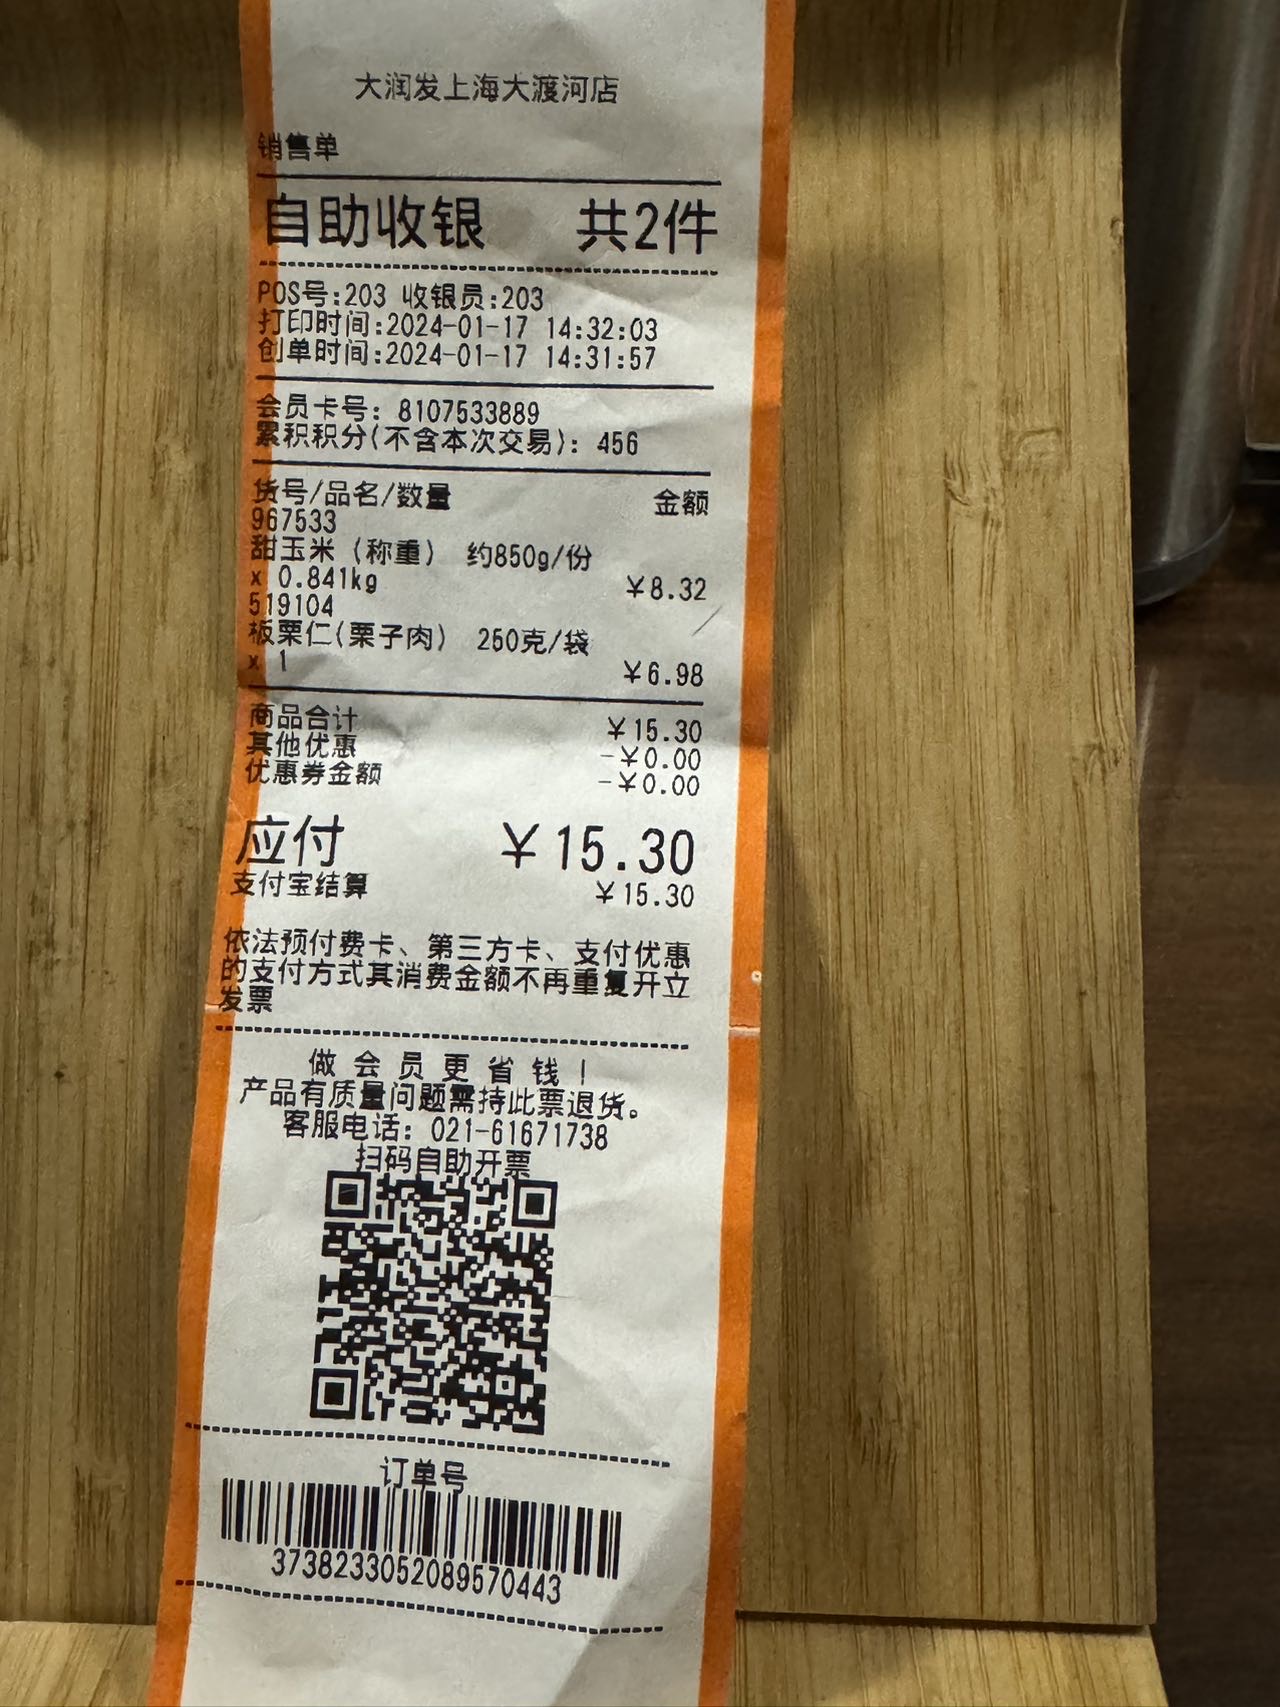 大润发上海大渡河店
销售单
自助收银 共2件
POS号:203 收银员:203
打印时间:2024-01-17 14:32:03
创单时间:2024-01-17 14:31:57
会员卡号: 8107533889
累积积分(不含本次交易): 456
货号/品名/数量 金额
967533
甜玉米 (称重) 约850g/份
x 0.841kg ¥8.32
519104
板栗仁(栗子肉) 250克/袋
x 1 ¥6.98
商品合计 ¥15.30
其他优惠 -¥0.00
优惠券金额 -¥0.00
应付 ¥15.30
支付宝结算 ¥15.30
依法预付费卡、第三方卡、支付优惠
的支付方式其消费金额不再重复开立
发票
做会员更省钱!
产品有质量问题需持此票退货。
客服电话: 021-61671738
扫码自助开票
订单号
3738233052089570443